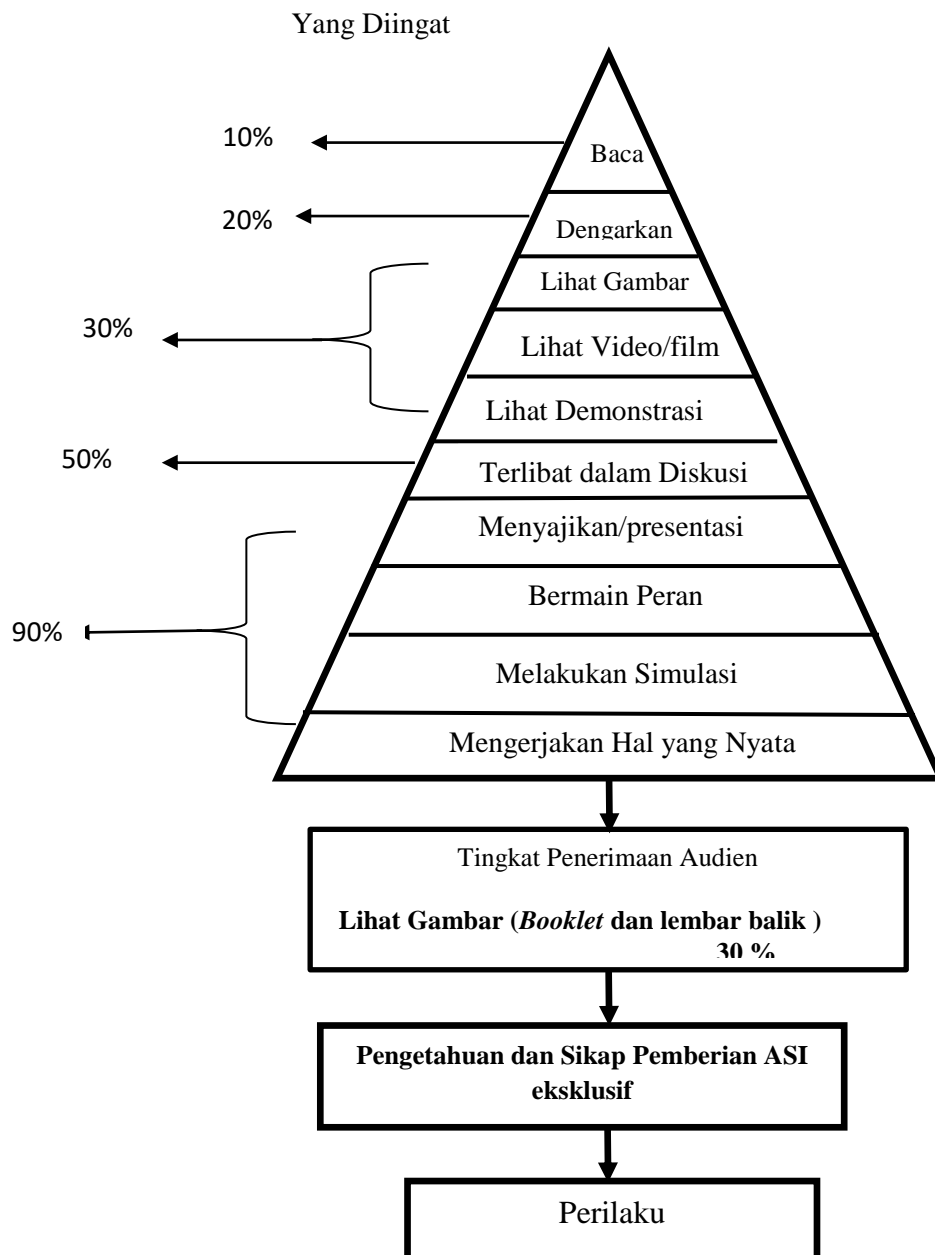 Yang Diingat
10%
Baca
20%
Dengarkan
Lihat Gambar
30%
Lihat Video/film
Lihat Demonstrasi
50%
Terlibat dalam Diskusi
Menyajikan/presentasi
Bermain Peran
90%
Melakukan Simulasi
Mengerjakan Hal yang Nyata
Tingkat Penerimaan Audien
Lihat Gambar (Booklet dan lembar balik )
30 %
Pengetahuan dan Sikap Pemberian ASI
eksklusif
Perilaku